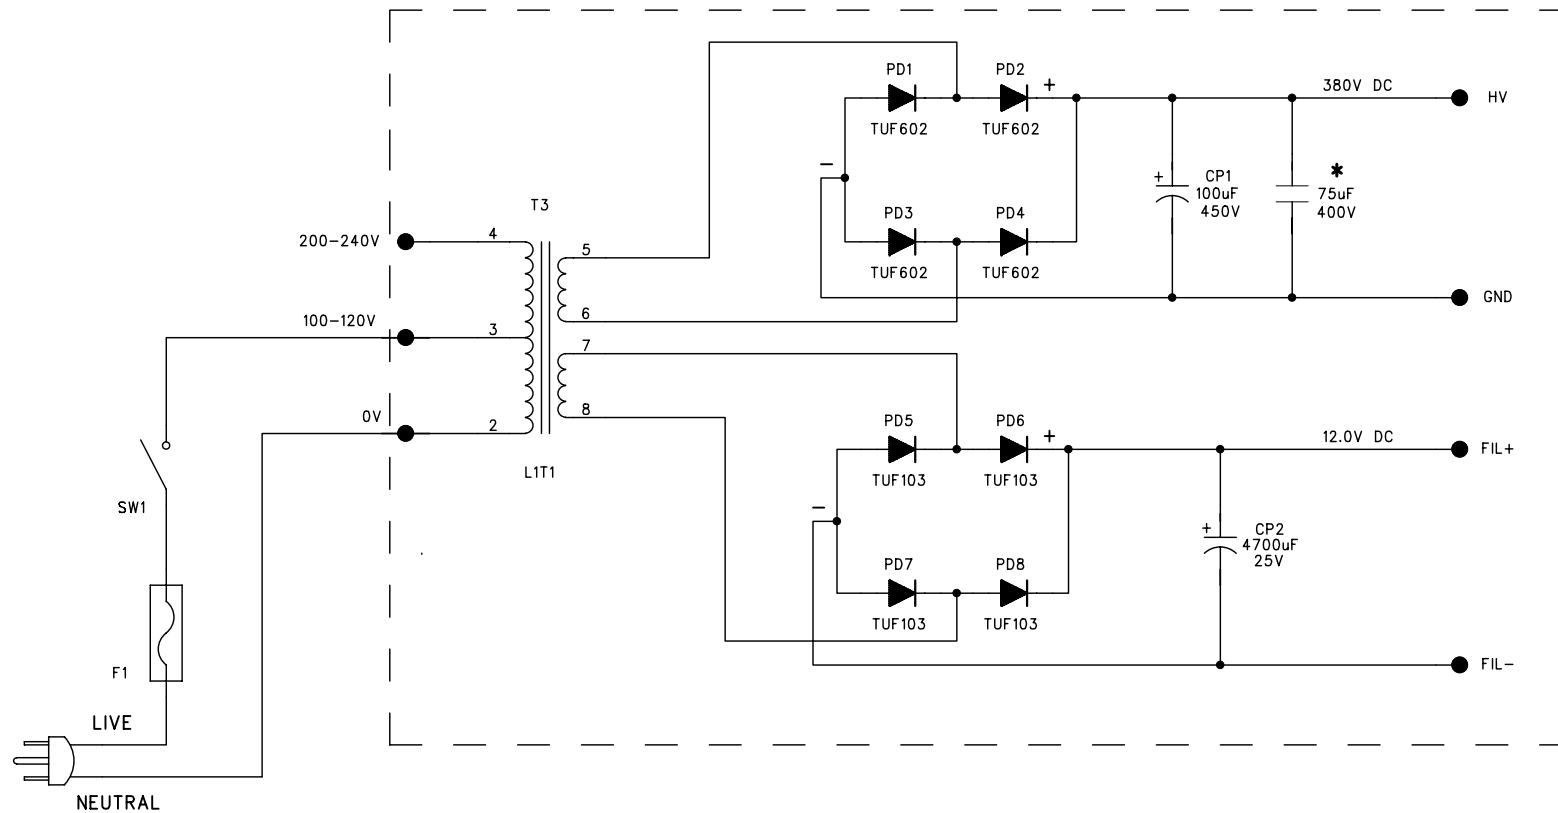 PD1
PD2
+
380V DC
HV
TUF602
TUF602
−
+
CP1
100uF
450V
*
75uF
400V
T3
4
200-240V
5
PD3
PD4
TUF602
TUF602
GND
6
100-120V
3
7
0V
2
8
PD5
PD6
+
12.0V DC
FIL+
L1T1
TUF103
TUF103
SW1
−
+
CP2
4700uF
25V
PD7
PD8
TUF103
TUF103
F1
FIL-
LIVE
NEUTRAL